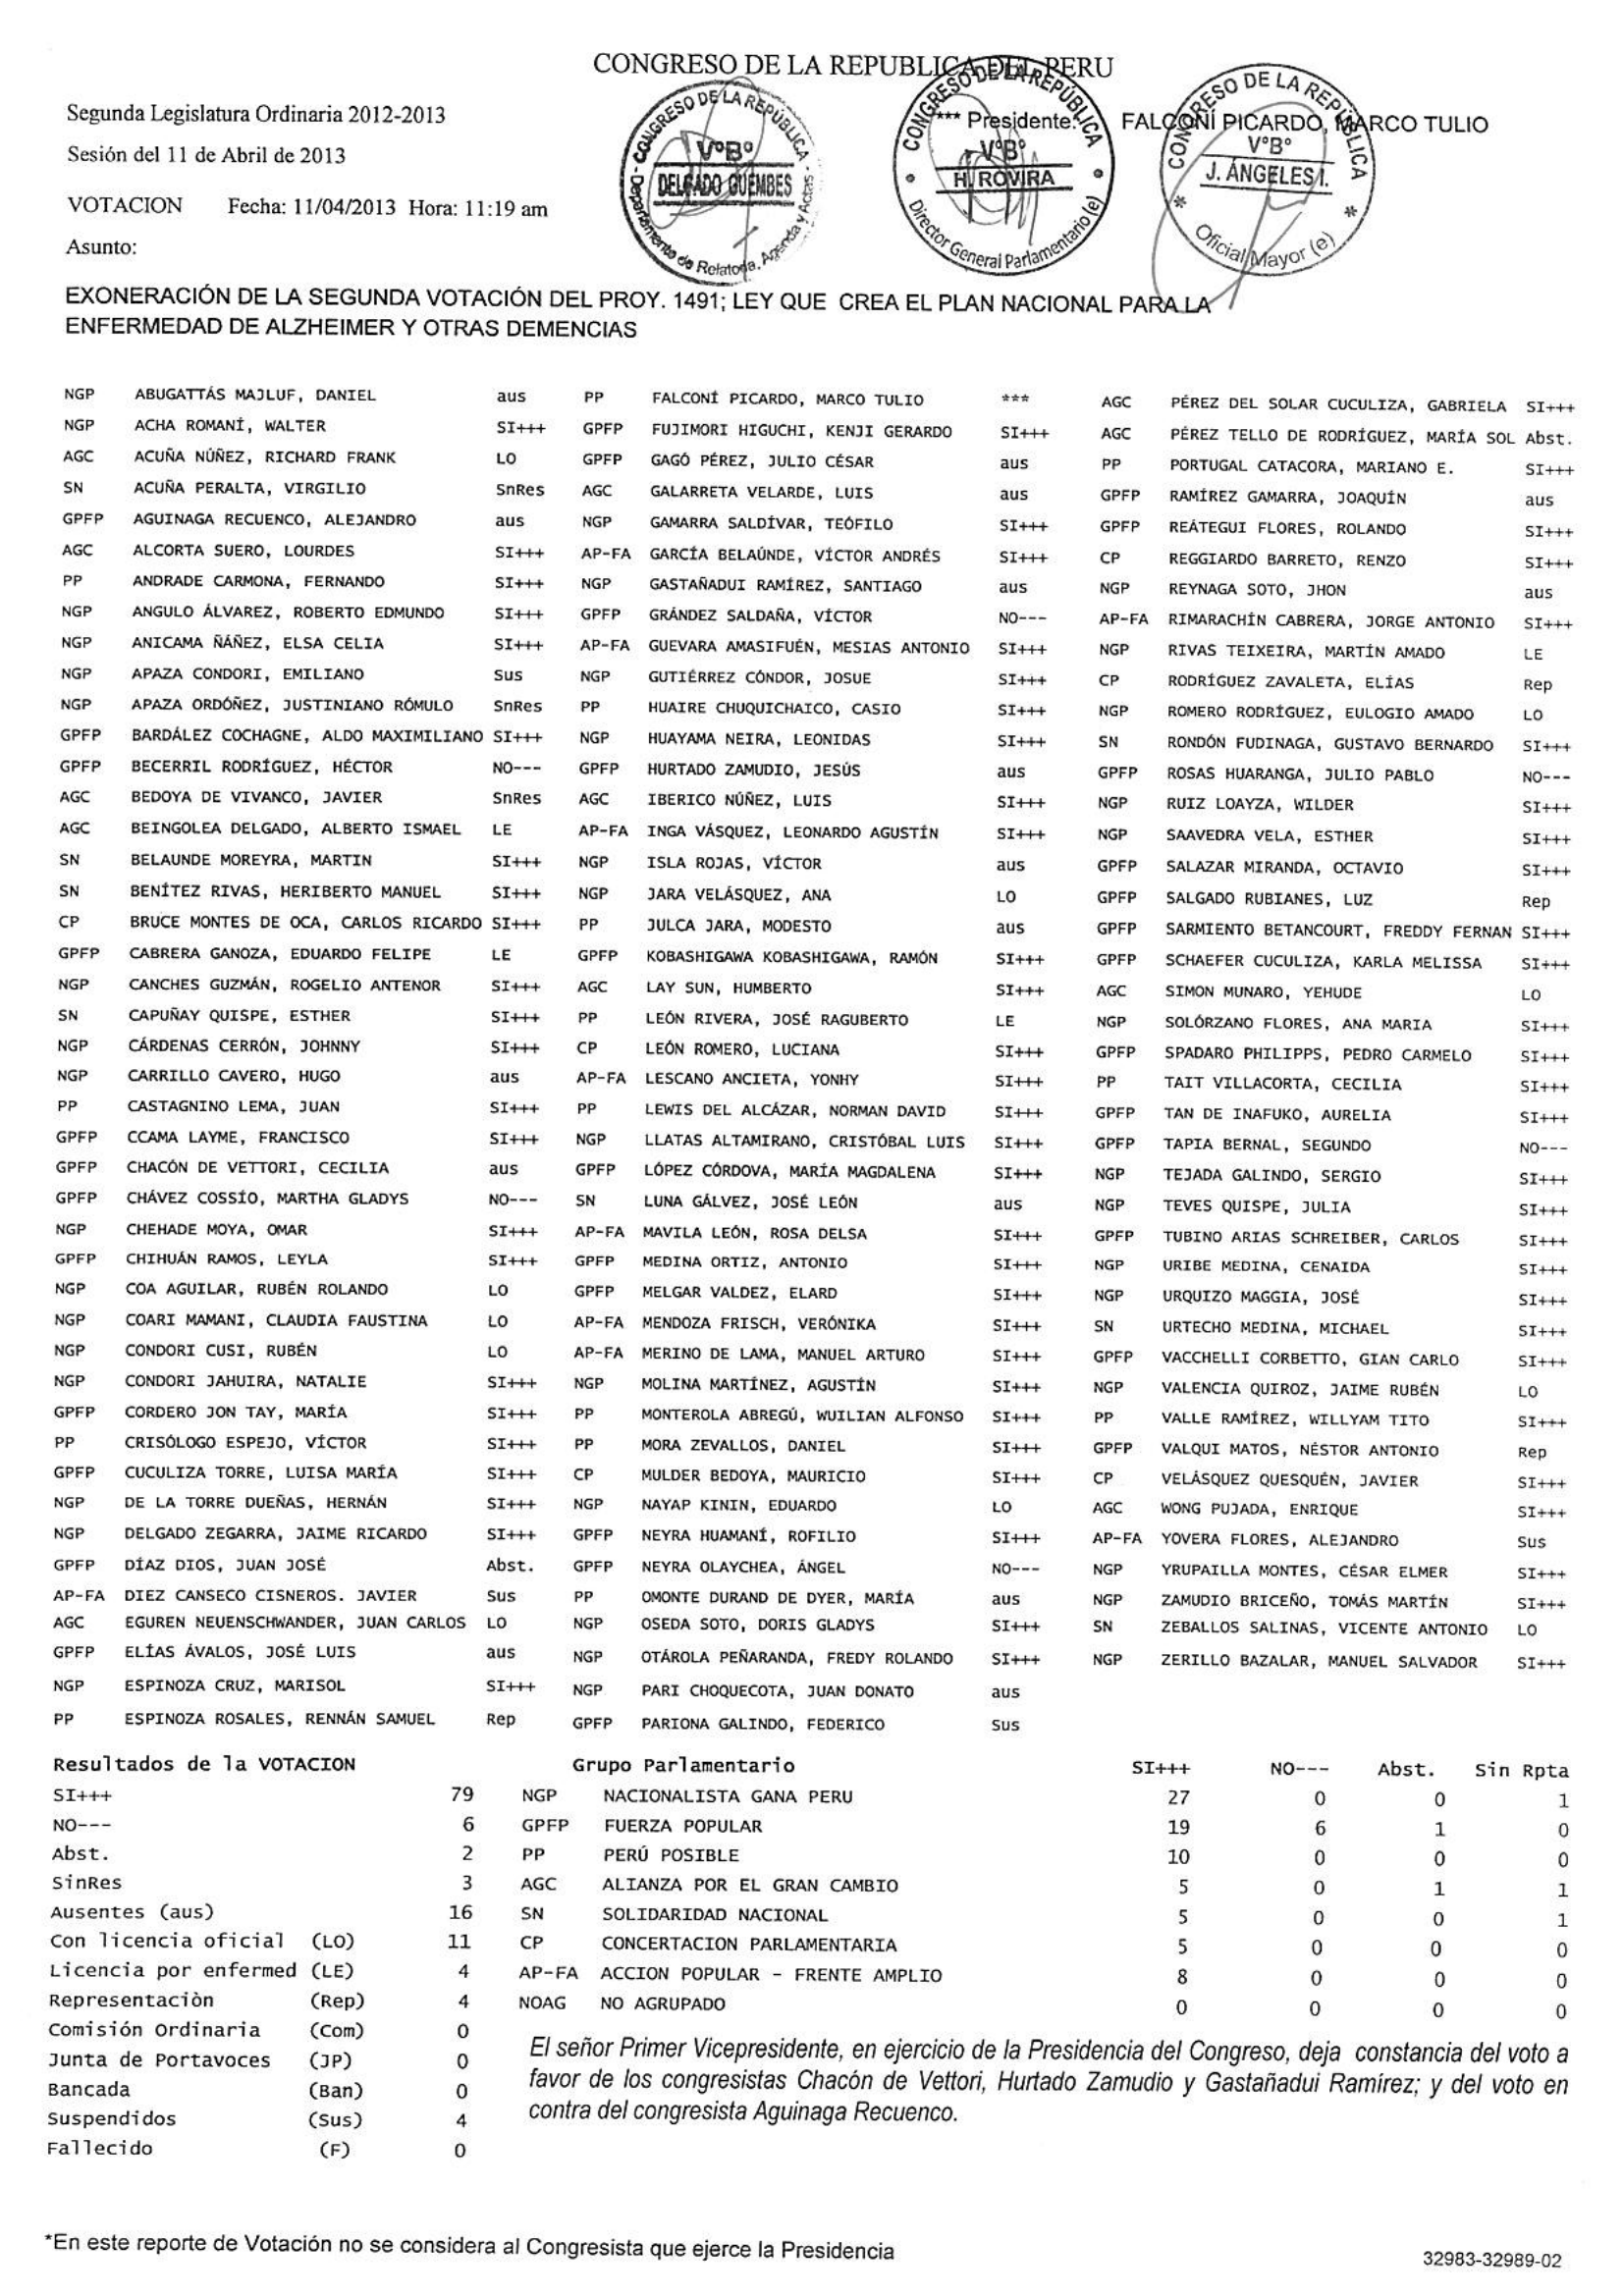 CONGRESO DE LA REPUBLICA DEL PERU
Segunda Legislatura Ordinaria 2012-2013
*** Presidente: FALCONÍ PICARDO, MARCO TULIO
Sesión del 11 de Abril de 2013
VOTACION Fecha: 11/04/2013 Hora: 11:19 am
Asunto:
CONGRESO DE LA REPÚBLICA - Departamento de Relatoría, Agenda y Actas -
V°B°
DELGADO GUEMBES
CONGRESO DE LA REPÚBLICA
V°B°
H. ROVIRA
Director General Parlamentario (e)
CONGRESO DE LA REPÚBLICA
V°B°
J. ÁNGELES I.
* Oficial Mayor (e) *
EXONERACIÓN DE LA SEGUNDA VOTACIÓN DEL PROY. 1491; LEY QUE CREA EL PLAN NACIONAL PARA LA
ENFERMEDAD DE ALZHEIMER Y OTRAS DEMENCIAS
NGP ABUGATTÁS MAJLUF, DANIEL aus
NGP ACHA ROMANÍ, WALTER SI+++
AGC ACUÑA NÚÑEZ, RICHARD FRANK LO
SN ACUÑA PERALTA, VIRGILIO SnRes
GPFP AGUINAGA RECUENCO, ALEJANDRO aus
AGC ALCORTA SUERO, LOURDES SI+++
PP ANDRADE CARMONA, FERNANDO SI+++
NGP ANGULO ÁLVAREZ, ROBERTO EDMUNDO SI+++
NGP ANICAMA ÑÁÑEZ, ELSA CELIA SI+++
NGP APAZA CONDORI, EMILIANO Sus
NGP APAZA ORDÓÑEZ, JUSTINIANO RÓMULO SnRes
GPFP BARDÁLEZ COCHAGNE, ALDO MAXIMILIANO SI+++
GPFP BECERRIL RODRÍGUEZ, HÉCTOR NO---
AGC BEDOYA DE VIVANCO, JAVIER SnRes
AGC BEINGOLEA DELGADO, ALBERTO ISMAEL LE
SN BELAUNDE MOREYRA, MARTIN SI+++
SN BENÍTEZ RIVAS, HERIBERTO MANUEL SI+++
CP BRUCE MONTES DE OCA, CARLOS RICARDO SI+++
GPFP CABRERA GANOZA, EDUARDO FELIPE LE
NGP CANCHES GUZMÁN, ROGELIO ANTENOR SI+++
SN CAPUÑAY QUISPE, ESTHER SI+++
NGP CÁRDENAS CERRÓN, JOHNNY SI+++
NGP CARRILLO CAVERO, HUGO aus
PP CASTAGNINO LEMA, JUAN SI+++
GPFP CCAMA LAYME, FRANCISCO SI+++
GPFP CHACÓN DE VETTORI, CECILIA aus
GPFP CHÁVEZ COSSÍO, MARTHA GLADYS NO---
NGP CHEHADE MOYA, OMAR SI+++
GPFP CHIHUÁN RAMOS, LEYLA SI+++
NGP COA AGUILAR, RUBÉN ROLANDO LO
NGP COARI MAMANI, CLAUDIA FAUSTINA LO
NGP CONDORI CUSI, RUBÉN LO
NGP CONDORI JAHUIRA, NATALIE SI+++
GPFP CORDERO JON TAY, MARÍA SI+++
PP CRISÓLOGO ESPEJO, VÍCTOR SI+++
GPFP CUCULIZA TORRE, LUISA MARÍA SI+++
NGP DE LA TORRE DUEÑAS, HERNÁN SI+++
NGP DELGADO ZEGARRA, JAIME RICARDO SI+++
GPFP DÍAZ DIOS, JUAN JOSÉ Abst.
AP-FA DIEZ CANSECO CISNEROS. JAVIER Sus
AGC EGUREN NEUENSCHWANDER, JUAN CARLOS LO
GPFP ELÍAS ÁVALOS, JOSÉ LUIS aus
NGP ESPINOZA CRUZ, MARISOL SI+++
PP ESPINOZA ROSALES, RENNÁN SAMUEL Rep
PP FALCONÍ PICARDO, MARCO TULIO ***
GPFP FUJIMORI HIGUCHI, KENJI GERARDO SI+++
GPFP GAGÓ PÉREZ, JULIO CÉSAR aus
AGC GALARRETA VELARDE, LUIS aus
NGP GAMARRA SALDÍVAR, TEÓFILO SI+++
AP-FA GARCÍA BELAÚNDE, VÍCTOR ANDRÉS SI+++
NGP GASTAÑADUI RAMÍREZ, SANTIAGO aus
GPFP GRÁNDEZ SALDAÑA, VÍCTOR NO---
AP-FA GUEVARA AMASIFUÉN, MESIAS ANTONIO SI+++
NGP GUTIÉRREZ CÓNDOR, JOSUE SI+++
PP HUAIRE CHUQUICHAICO, CASIO SI+++
NGP HUAYAMA NEIRA, LEONIDAS SI+++
GPFP HURTADO ZAMUDIO, JESÚS aus
AGC IBERICO NÚÑEZ, LUIS SI+++
AP-FA INGA VÁSQUEZ, LEONARDO AGUSTÍN SI+++
NGP ISLA ROJAS, VÍCTOR aus
NGP JARA VELÁSQUEZ, ANA LO
PP JULCA JARA, MODESTO aus
GPFP KOBASHIGAWA KOBASHIGAWA, RAMÓN SI+++
AGC LAY SUN, HUMBERTO SI+++
PP LEÓN RIVERA, JOSÉ RAGUBERTO LE
CP LEÓN ROMERO, LUCIANA SI+++
AP-FA LESCANO ANCIETA, YONHY SI+++
PP LEWIS DEL ALCÁZAR, NORMAN DAVID SI+++
NGP LLATAS ALTAMIRANO, CRISTÓBAL LUIS SI+++
GPFP LÓPEZ CÓRDOVA, MARÍA MAGDALENA SI+++
SN LUNA GÁLVEZ, JOSÉ LEÓN aus
AP-FA MAVILA LEÓN, ROSA DELSA SI+++
GPFP MEDINA ORTIZ, ANTONIO SI+++
GPFP MELGAR VALDEZ, ELARD SI+++
AP-FA MENDOZA FRISCH, VERÓNIKA SI+++
AP-FA MERINO DE LAMA, MANUEL ARTURO SI+++
NGP MOLINA MARTÍNEZ, AGUSTÍN SI+++
PP MONTEROLA ABREGÚ, WUILIAN ALFONSO SI+++
PP MORA ZEVALLOS, DANIEL SI+++
CP MULDER BEDOYA, MAURICIO SI+++
NGP NAYAP KININ, EDUARDO LO
GPFP NEYRA HUAMANÍ, ROFILIO SI+++
GPFP NEYRA OLAYCHEA, ÁNGEL NO---
PP OMONTE DURAND DE DYER, MARÍA aus
NGP OSEDA SOTO, DORIS GLADYS SI+++
NGP OTÁROLA PEÑARANDA, FREDY ROLANDO SI+++
NGP PARI CHOQUECOTA, JUAN DONATO aus
GPFP PARIONA GALINDO, FEDERICO Sus
AGC PÉREZ DEL SOLAR CUCULIZA, GABRIELA SI+++
AGC PÉREZ TELLO DE RODRÍGUEZ, MARÍA SOL Abst.
PP PORTUGAL CATACORA, MARIANO E. SI+++
GPFP RAMÍREZ GAMARRA, JOAQUÍN aus
GPFP REÁTEGUI FLORES, ROLANDO SI+++
CP REGGIARDO BARRETO, RENZO SI+++
NGP REYNAGA SOTO, JHON aus
AP-FA RIMARACHÍN CABRERA, JORGE ANTONIO SI+++
NGP RIVAS TEIXEIRA, MARTÍN AMADO LE
CP RODRÍGUEZ ZAVALETA, ELÍAS Rep
NGP ROMERO RODRÍGUEZ, EULOGIO AMADO LO
SN RONDÓN FUDINAGA, GUSTAVO BERNARDO SI+++
GPFP ROSAS HUARANGA, JULIO PABLO NO---
NGP RUIZ LOAYZA, WILDER SI+++
NGP SAAVEDRA VELA, ESTHER SI+++
GPFP SALAZAR MIRANDA, OCTAVIO SI+++
GPFP SALGADO RUBIANES, LUZ Rep
GPFP SARMIENTO BETANCOURT, FREDDY FERNAN SI+++
GPFP SCHAEFER CUCULIZA, KARLA MELISSA SI+++
AGC SIMON MUNARO, YEHUDE LO
NGP SOLÓRZANO FLORES, ANA MARIA SI+++
GPFP SPADARO PHILIPPS, PEDRO CARMELO SI+++
PP TAIT VILLACORTA, CECILIA SI+++
GPFP TAN DE INAFUKO, AURELIA SI+++
GPFP TAPIA BERNAL, SEGUNDO NO---
NGP TEJADA GALINDO, SERGIO SI+++
NGP TEVES QUISPE, JULIA SI+++
GPFP TUBINO ARIAS SCHREIBER, CARLOS SI+++
NGP URIBE MEDINA, CENAIDA SI+++
NGP URQUIZO MAGGIA, JOSÉ SI+++
SN URTECHO MEDINA, MICHAEL SI+++
GPFP VACCHELLI CORBETTO, GIAN CARLO SI+++
NGP VALENCIA QUIROZ, JAIME RUBÉN LO
PP VALLE RAMÍREZ, WILLYAM TITO SI+++
GPFP VALQUI MATOS, NÉSTOR ANTONIO Rep
CP VELÁSQUEZ QUESQUÉN, JAVIER SI+++
AGC WONG PUJADA, ENRIQUE SI+++
AP-FA YOVERA FLORES, ALEJANDRO Sus
NGP YRUPAILLA MONTES, CÉSAR ELMER SI+++
NGP ZAMUDIO BRICEÑO, TOMÁS MARTÍN SI+++
SN ZEBALLOS SALINAS, VICENTE ANTONIO LO
NGP ZERILLO BAZALAR, MANUEL SALVADOR SI+++
Resultados de la VOTACION
SI+++ 79
NO--- 6
Abst. 2
SinRes 3
Ausentes (aus) 16
Con licencia oficial (LO) 11
Licencia por enfermed (LE) 4
Representaciòn (Rep) 4
Comisión Ordinaria (Com) 0
Junta de Portavoces (JP) 0
Bancada (Ban) 0
Suspendidos (Sus) 4
Fallecido (F) 0
Grupo Parlamentario SI+++ NO--- Abst. Sin Rpta
NGP NACIONALISTA GANA PERU 27 0 0 1
GPFP FUERZA POPULAR 19 6 1 0
PP PERÚ POSIBLE 10 0 0 0
AGC ALIANZA POR EL GRAN CAMBIO 5 0 1 1
SN SOLIDARIDAD NACIONAL 5 0 0 1
CP CONCERTACION PARLAMENTARIA 5 0 0 0
AP-FA ACCION POPULAR - FRENTE AMPLIO 8 0 0 0
NOAG NO AGRUPADO 0 0 0 0
El señor Primer Vicepresidente, en ejercicio de la Presidencia del Congreso, deja constancia del voto a
favor de los congresistas Chacón de Vettori, Hurtado Zamudio y Gastañadui Ramírez; y del voto en
contra del congresista Aguinaga Recuenco.
*En este reporte de Votación no se considera al Congresista que ejerce la Presidencia
32983-32989-02